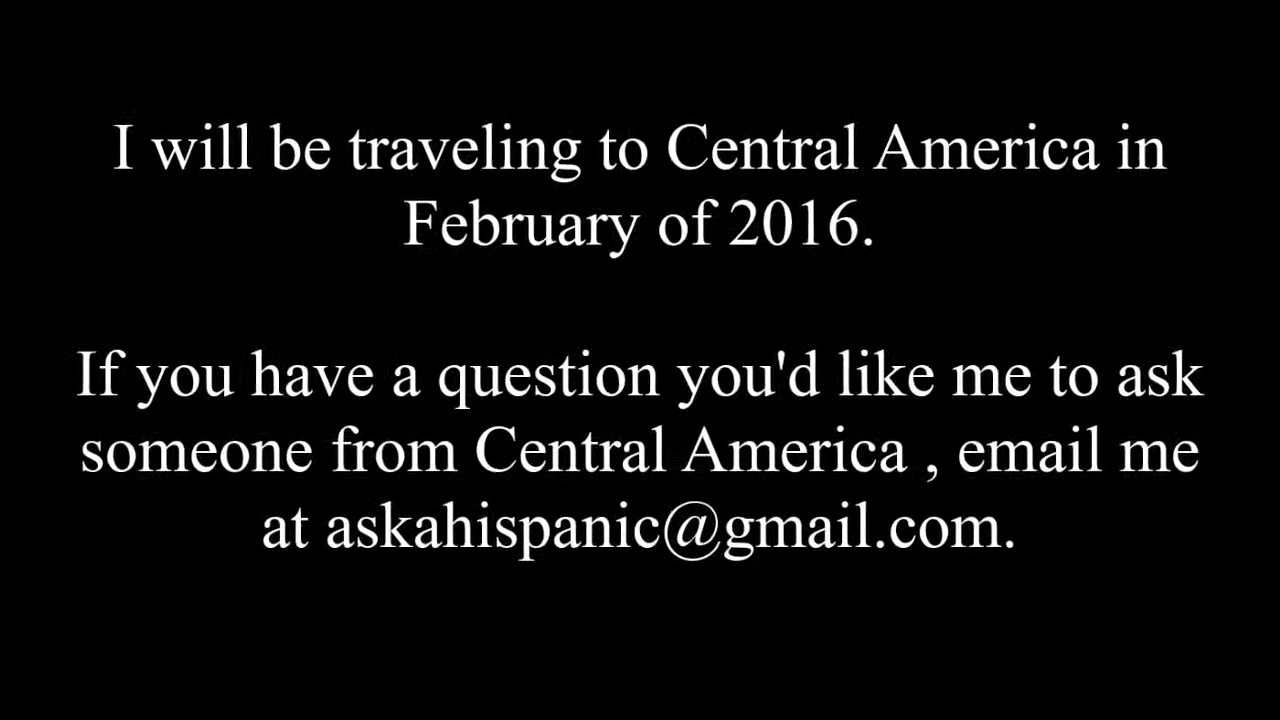 I will be traveling to Central America in
February of 2016.
If you have a question you'd like me to ask
someone from Central America , email me
at askahispanic@gmail.com.